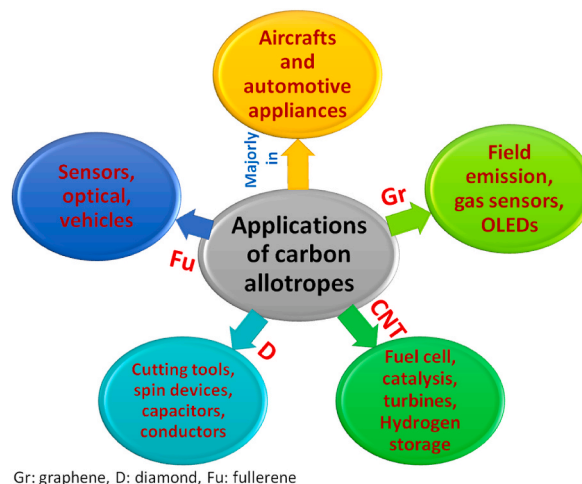 Aircrafts
and
automotive
appliances
Majorly
in
Sensors,
optical,
vehicles
Fu
Gr
Field
emission,
gas sensors,
OLEDs
Applications
of carbon
allotropes
D
CNT
Cutting tools,
spin devices,
capacitors,
conductors
Fuel cell,
catalysis,
turbines,
Hydrogen
storage
Gr: graphene, D: diamond, Fu: fullerene